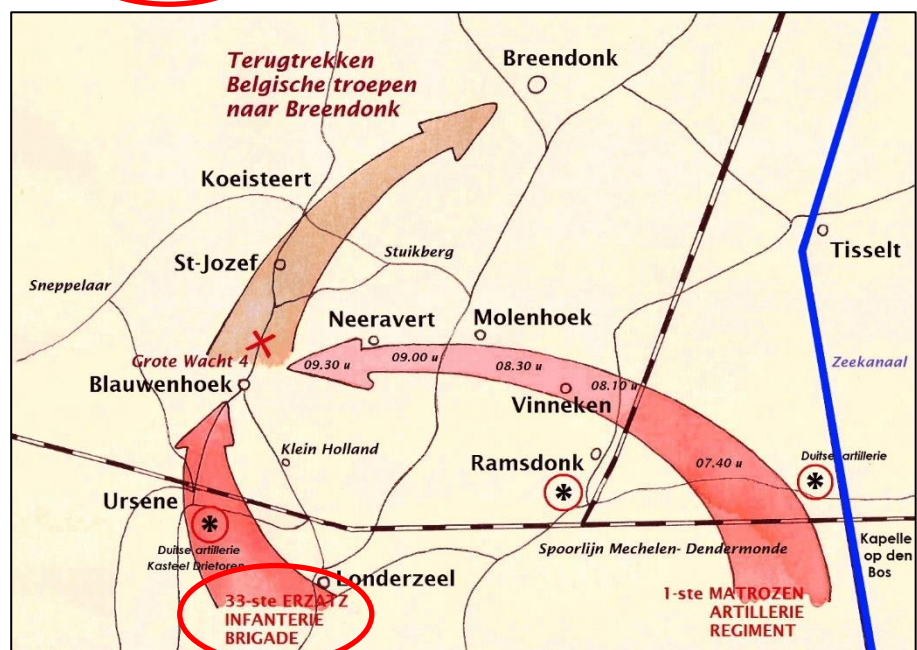 Terugtrekken
Belgische troepen
naar Breendonk
Breendonk
Koeisteert
St-Jozef
Stuikberg
Tisselt
Sneppelaar
Neeravert
Molenhoek
Grote Wacht 4
09.30 u
09.00 u
08.30 u
08.10 u
Zeekanaal
Blauwenhoek
Vinneken
Klein Holland
Ramsdonk
07.40 u
Duitse artillerie
Ursene
Duitse artillerie
Kasteel Drietoren
Spoorlijn Mechelen- Dendermonde
Kapelle
op den
Bos
Londerzeel
33-ste ERZATZ
INFANTERIE
BRIGADE
1-ste MATROZEN
ARTILLERIE
REGIMENT